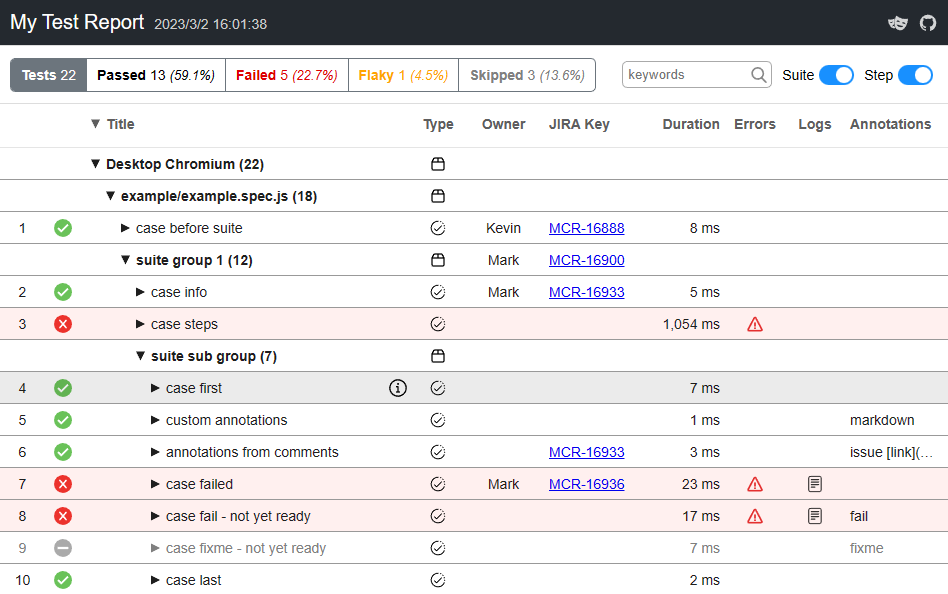 My Test Report 2023/3/2 16:01:38
Tests 22 Passed 13 (59.1%) Failed 5 (22.7%) Flaky 1 (4.5%) Skipped 3 (13.6%) keywords Suite Step
▼ Title Type Owner JIRA Key Duration Errors Logs Annotations
▼ Desktop Chromium (22)
▼ example/example.spec.js (18)
1 ▶ case before suite Kevin MCR-16888 8 ms
▼ suite group 1 (12) Mark MCR-16900
2 ▶ case info Mark MCR-16933 5 ms
3 ▶ case steps 1,054 ms
▼ suite sub group (7)
4 ▶ case first 7 ms
5 ▶ custom annotations 1 ms markdown
6 ▶ annotations from comments MCR-16933 3 ms issue [link](…
7 ▶ case failed Mark MCR-16936 23 ms
8 ▶ case fail - not yet ready 17 ms fail
9 ▶ case fixme - not yet ready 7 ms fixme
10 ▶ case last 2 ms